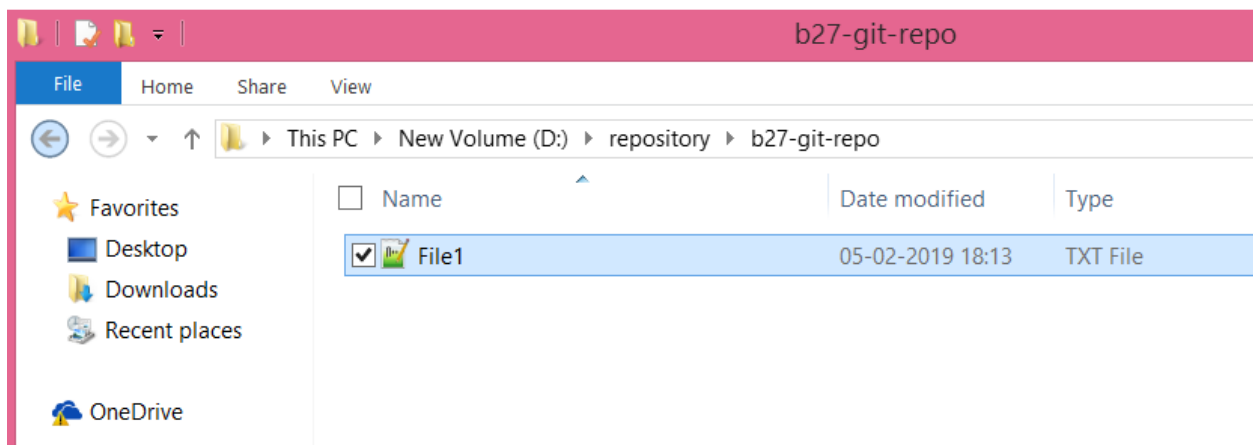 b27-git-repo
File Home Share View
This PC New Volume (D:) repository b27-git-repo
Name Date modified Type
Favorites
Desktop
File1 05-02-2019 18:13 TXT File
Downloads
Recent places
OneDrive